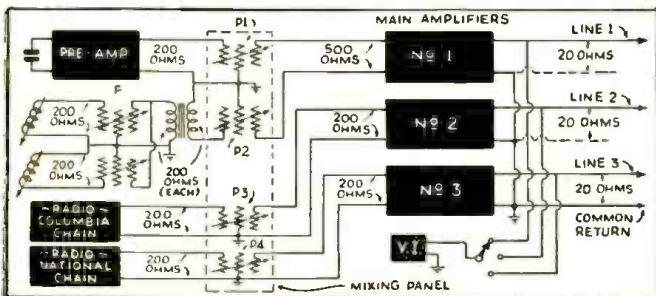 P1
MAIN AMPLIFIERS
LINE 1
PRE-AMP
200 OHMS
200 OHMS
500 OHMS
Nº 1
20 OHMS
F
LINE 2
200 OHMS
200 OHMS
P2
200 OHMS (EACH)
200 OHMS
Nº 2
20 OHMS
P3
LINE 3
RADIO COLUMBIA CHAIN
200 OHMS
200 OHMS
Nº 3
20 OHMS
RADIO NATIONAL CHAIN
200 OHMS
P4
V.I.
COMMON RETURN
MIXING PANEL